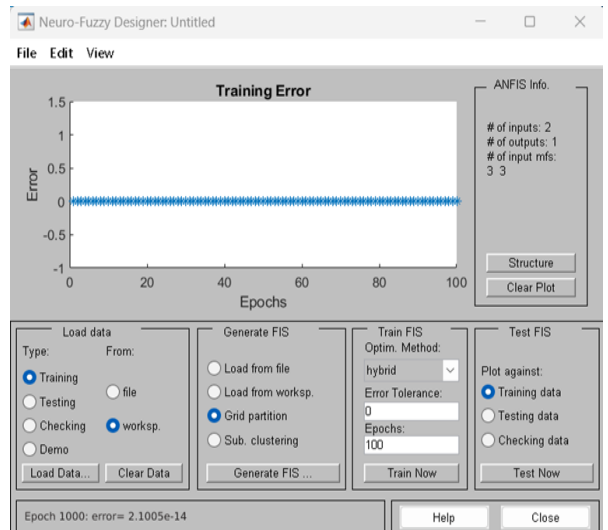 Neuro-Fuzzy Designer: Untitled
File Edit View
Training Error
1.5
1
0.5
0
-0.5
-1
Error
0 20 40 60 80 100
Epochs
ANFIS Info.
# of inputs: 2
# of outputs: 1
# of input mfs:
3 3
Structure
Clear Plot
Load data
Type: From:
Training
Testing
Checking
Demo
file
worksp.
Load Data... Clear Data
Generate FIS
Load from file
Load from worksp.
Grid partition
Sub. clustering
Generate FIS ...
Train FIS
Optim. Method:
hybrid
Error Tolerance:
0
Epochs:
100
Train Now
Test FIS
Plot against:
Training data
Testing data
Checking data
Test Now
Epoch 1000: error= 2.1005e-14
Help Close